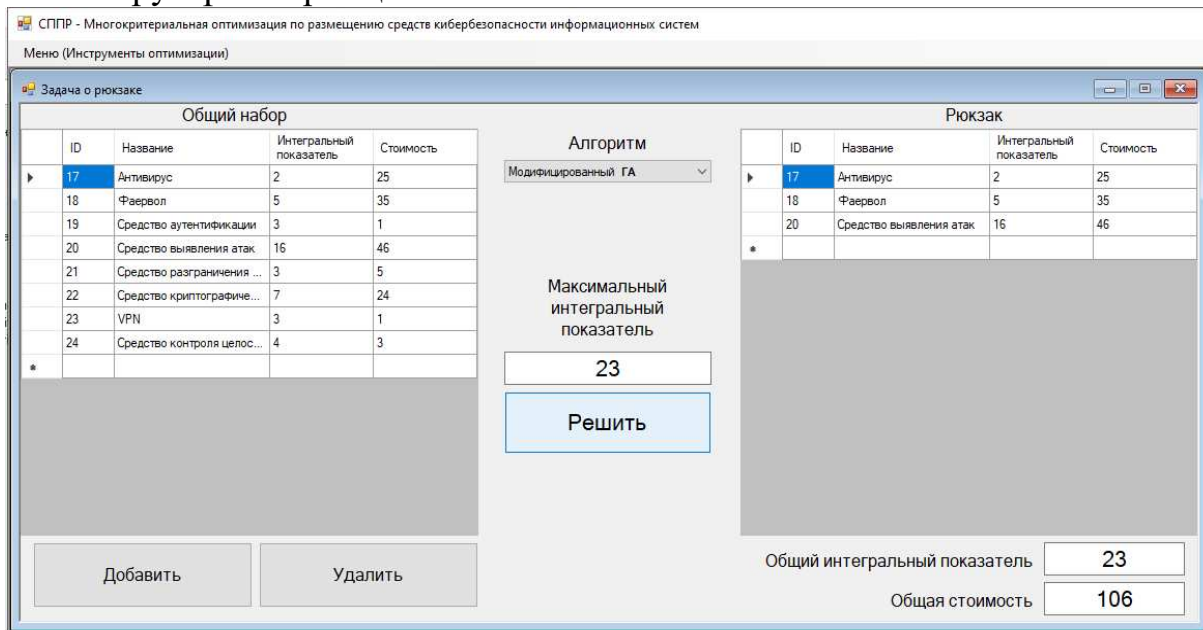 СППР - Многокритериальная оптимизация по размещению средств кибербезопасности информационных систем
Меню (Инструменты оптимизации)
Задача о рюкзаке
Общий набор
ID Название Интегральный показатель Стоимость
17 Антивирус 2 25
18 Фаервол 5 35
19 Средство аутентификации 3 1
20 Средство выявления атак 16 46
21 Средство разграничения ... 3 5
22 Средство криптографиче... 7 24
23 VPN 3 1
24 Средство контроля целос... 4 3
Добавить Удалить
Алгоритм
Модифицированный ГА
Максимальный
интегральный
показатель
23
Решить
Рюкзак
ID Название Интегральный показатель Стоимость
17 Антивирус 2 25
18 Фаервол 5 35
20 Средство выявления атак 16 46
Общий интегральный показатель 23
Общая стоимость 106